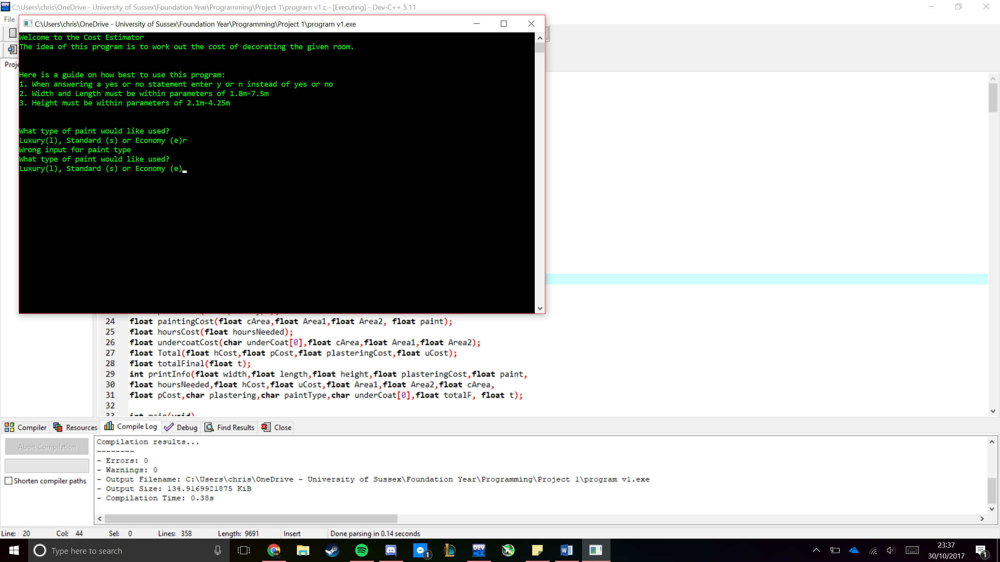 C:\Users\chris\OneDrive - University of Sussex\Foundation Year\Programming\Project 1\program v1.c - [Executing] - Dev-C++ 5.11
File
C:\Users\chris\OneDrive - University of Sussex\Foundation Year\Programming\Project 1\program v1.exe
Welcome to the Cost Estimator
The idea of this program is to work out the cost of decorating the given room.
Here is a guide on how best to use this program:
1. When answering a yes or no statement enter y or n instead of yes or no
2. Width and Length must be within parameters of 1.8m-7.5m
3. Height must be within parameters of 2.1m-4.25m
What type of paint would like used?
Luxury(l), Standard (s) or Economy (e)r
Wrong input for paint type
What type of paint would like used?
Luxury(l), Standard (s) or Economy (e)
Proje
24 float paintingCost(float cArea,float Area1,float Area2, float paint);
25 float hoursCost(float hoursNeeded);
26 float undercoatCost(char underCoat[0],float cArea,float Area1,float Area2);
27 float Total(float hCost,float pCost,float plasteringCost,float uCost);
28 float totalFinal(float t);
29 int printInfo(float width,float length,float height,float plasteringCost,float paint,
30 float hoursNeeded,float hCost,float uCost,float Area1,float Area2,float cArea,
31 float pCost,char plastering,char paintType,char underCoat[0],float totalF, float t);
32
33 int main(void)
Compiler Resources Compile Log Debug Find Results Close
Abort Compilation
Shorten compiler paths
Compilation results...
--------
- Errors: 0
- Warnings: 0
- Output Filename: C:\Users\chris\OneDrive - University of Sussex\Foundation Year\Programming\Project 1\program v1.exe
- Output Size: 134.9169921875 KiB
- Compilation Time: 0.38s
Line: 20 Col: 44 Sel: 0 Lines: 358 Length: 9691 Insert Done parsing in 0.14 seconds
Type here to search
1
DEV C++
W
23:37
30/10/2017
1